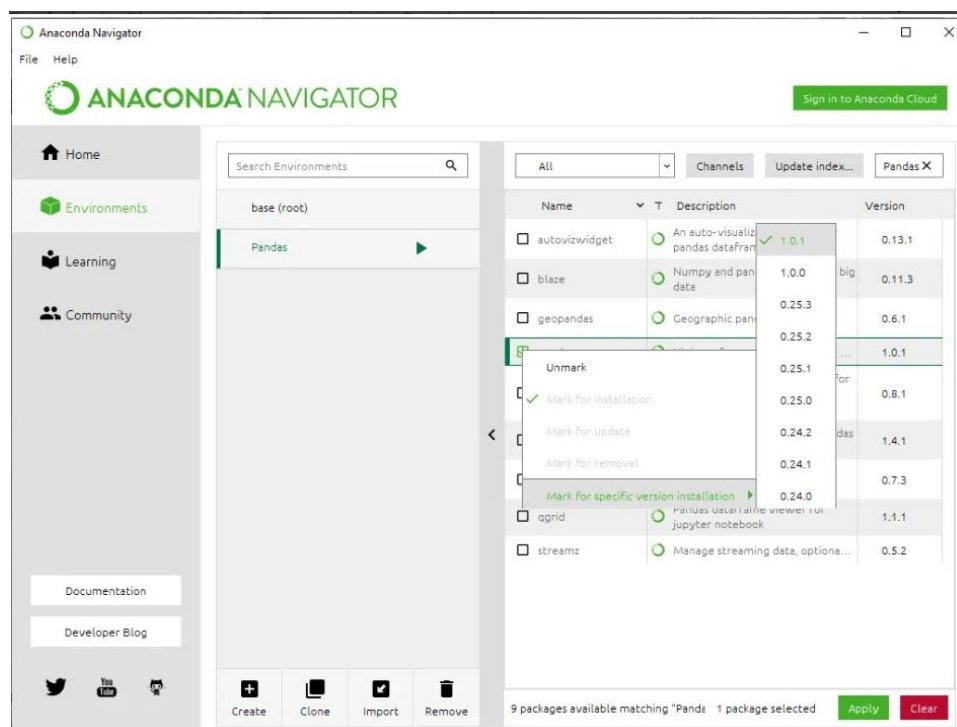 Anaconda Navigator
File Help
ANACONDA NAVIGATOR
Sign in to Anaconda Cloud
Home
Environments
Learning
Community
Documentation
Developer Blog
You
Tube
Search Environments
base (root)
Pandas
Create Clone Import Remove
All Channels Update index... Pandas
Name T Description Version
autovizwidget An auto-visualiz 0.13.1
pandas datafram
blaze Numpy and pan big 0.11.3
data
geopandas Geographic pan 0.6.1
... 1.0.1
for
0.8.1
das
1.4.1
0.7.3
qgrid Pandas dataframe viewer for 1.1.1
jupyter notebook
streamz Manage streaming data, optiona... 0.5.2
Unmark
Mark for installation
Mark for update
Mark for removal
Mark for specific version installation
1.0.1
1.0.0
0.25.3
0.25.2
0.25.1
0.25.0
0.24.2
0.24.1
0.24.0
9 packages available matching "Panda 1 package selected Apply Clear